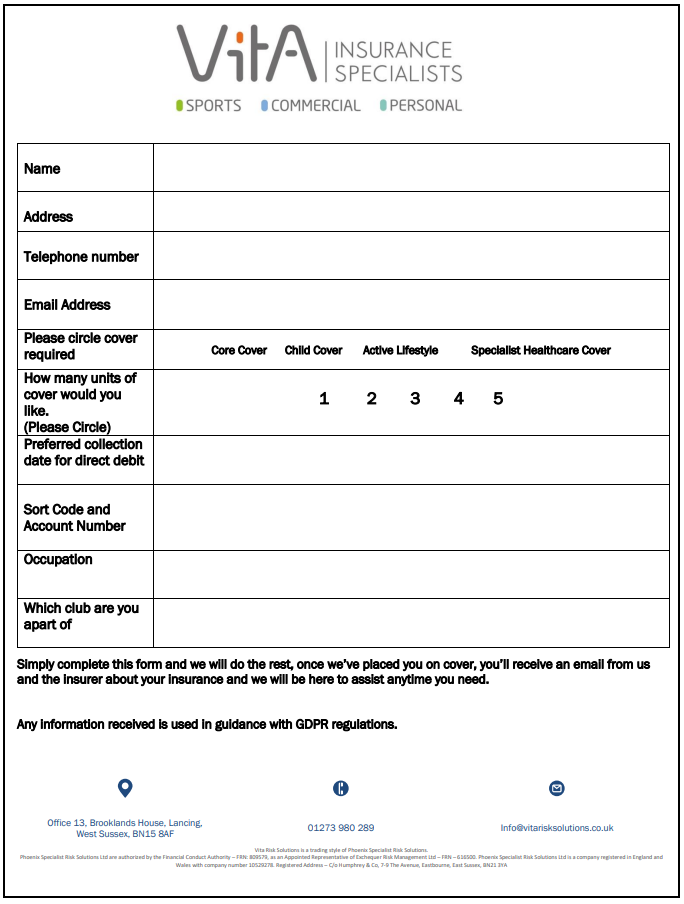 VitA INSURANCE
SPECIALISTS
SPORTS COMMERCIAL PERSONAL
Name
Address
Telephone number
Email Address
Please circle cover
required
Core Cover Child Cover Active Lifestyle Specialist Healthcare Cover
How many units of
cover would you
like.
(Please Circle)
1 2 3 4 5
Preferred collection
date for direct debit
Sort Code and
Account Number
Occupation
Which club are you
apart of
Simply complete this form and we will do the rest, once we've placed you on cover, you'll receive an email from us
and the insurer about your insurance and we will be here to assist anytime you need.
Any information received is used in guidance with GDPR regulations.
Office 13, Brooklands House, Lancing,
West Sussex, BN15 8AF
01273 980 289
Info@vitarisksolutions.co.uk
Vita Risk Solutions is a trading style of Phoenix Specialist Risk Solutions.
Phoenix Specialist Risk Solutions Ltd are authorised by the Financial Conduct Authority – FRN: 809579, as an Appointed Representative of Exchequer Risk Management Ltd – FRN – 616500. Phoenix Specialist Risk Solutions Ltd is a company registered in England and
Wales with company number 10529278. Registered Address – C/o Humphrey & Co, 7-9 The Avenue, Eastbourne, East Sussex, BN21 3YA